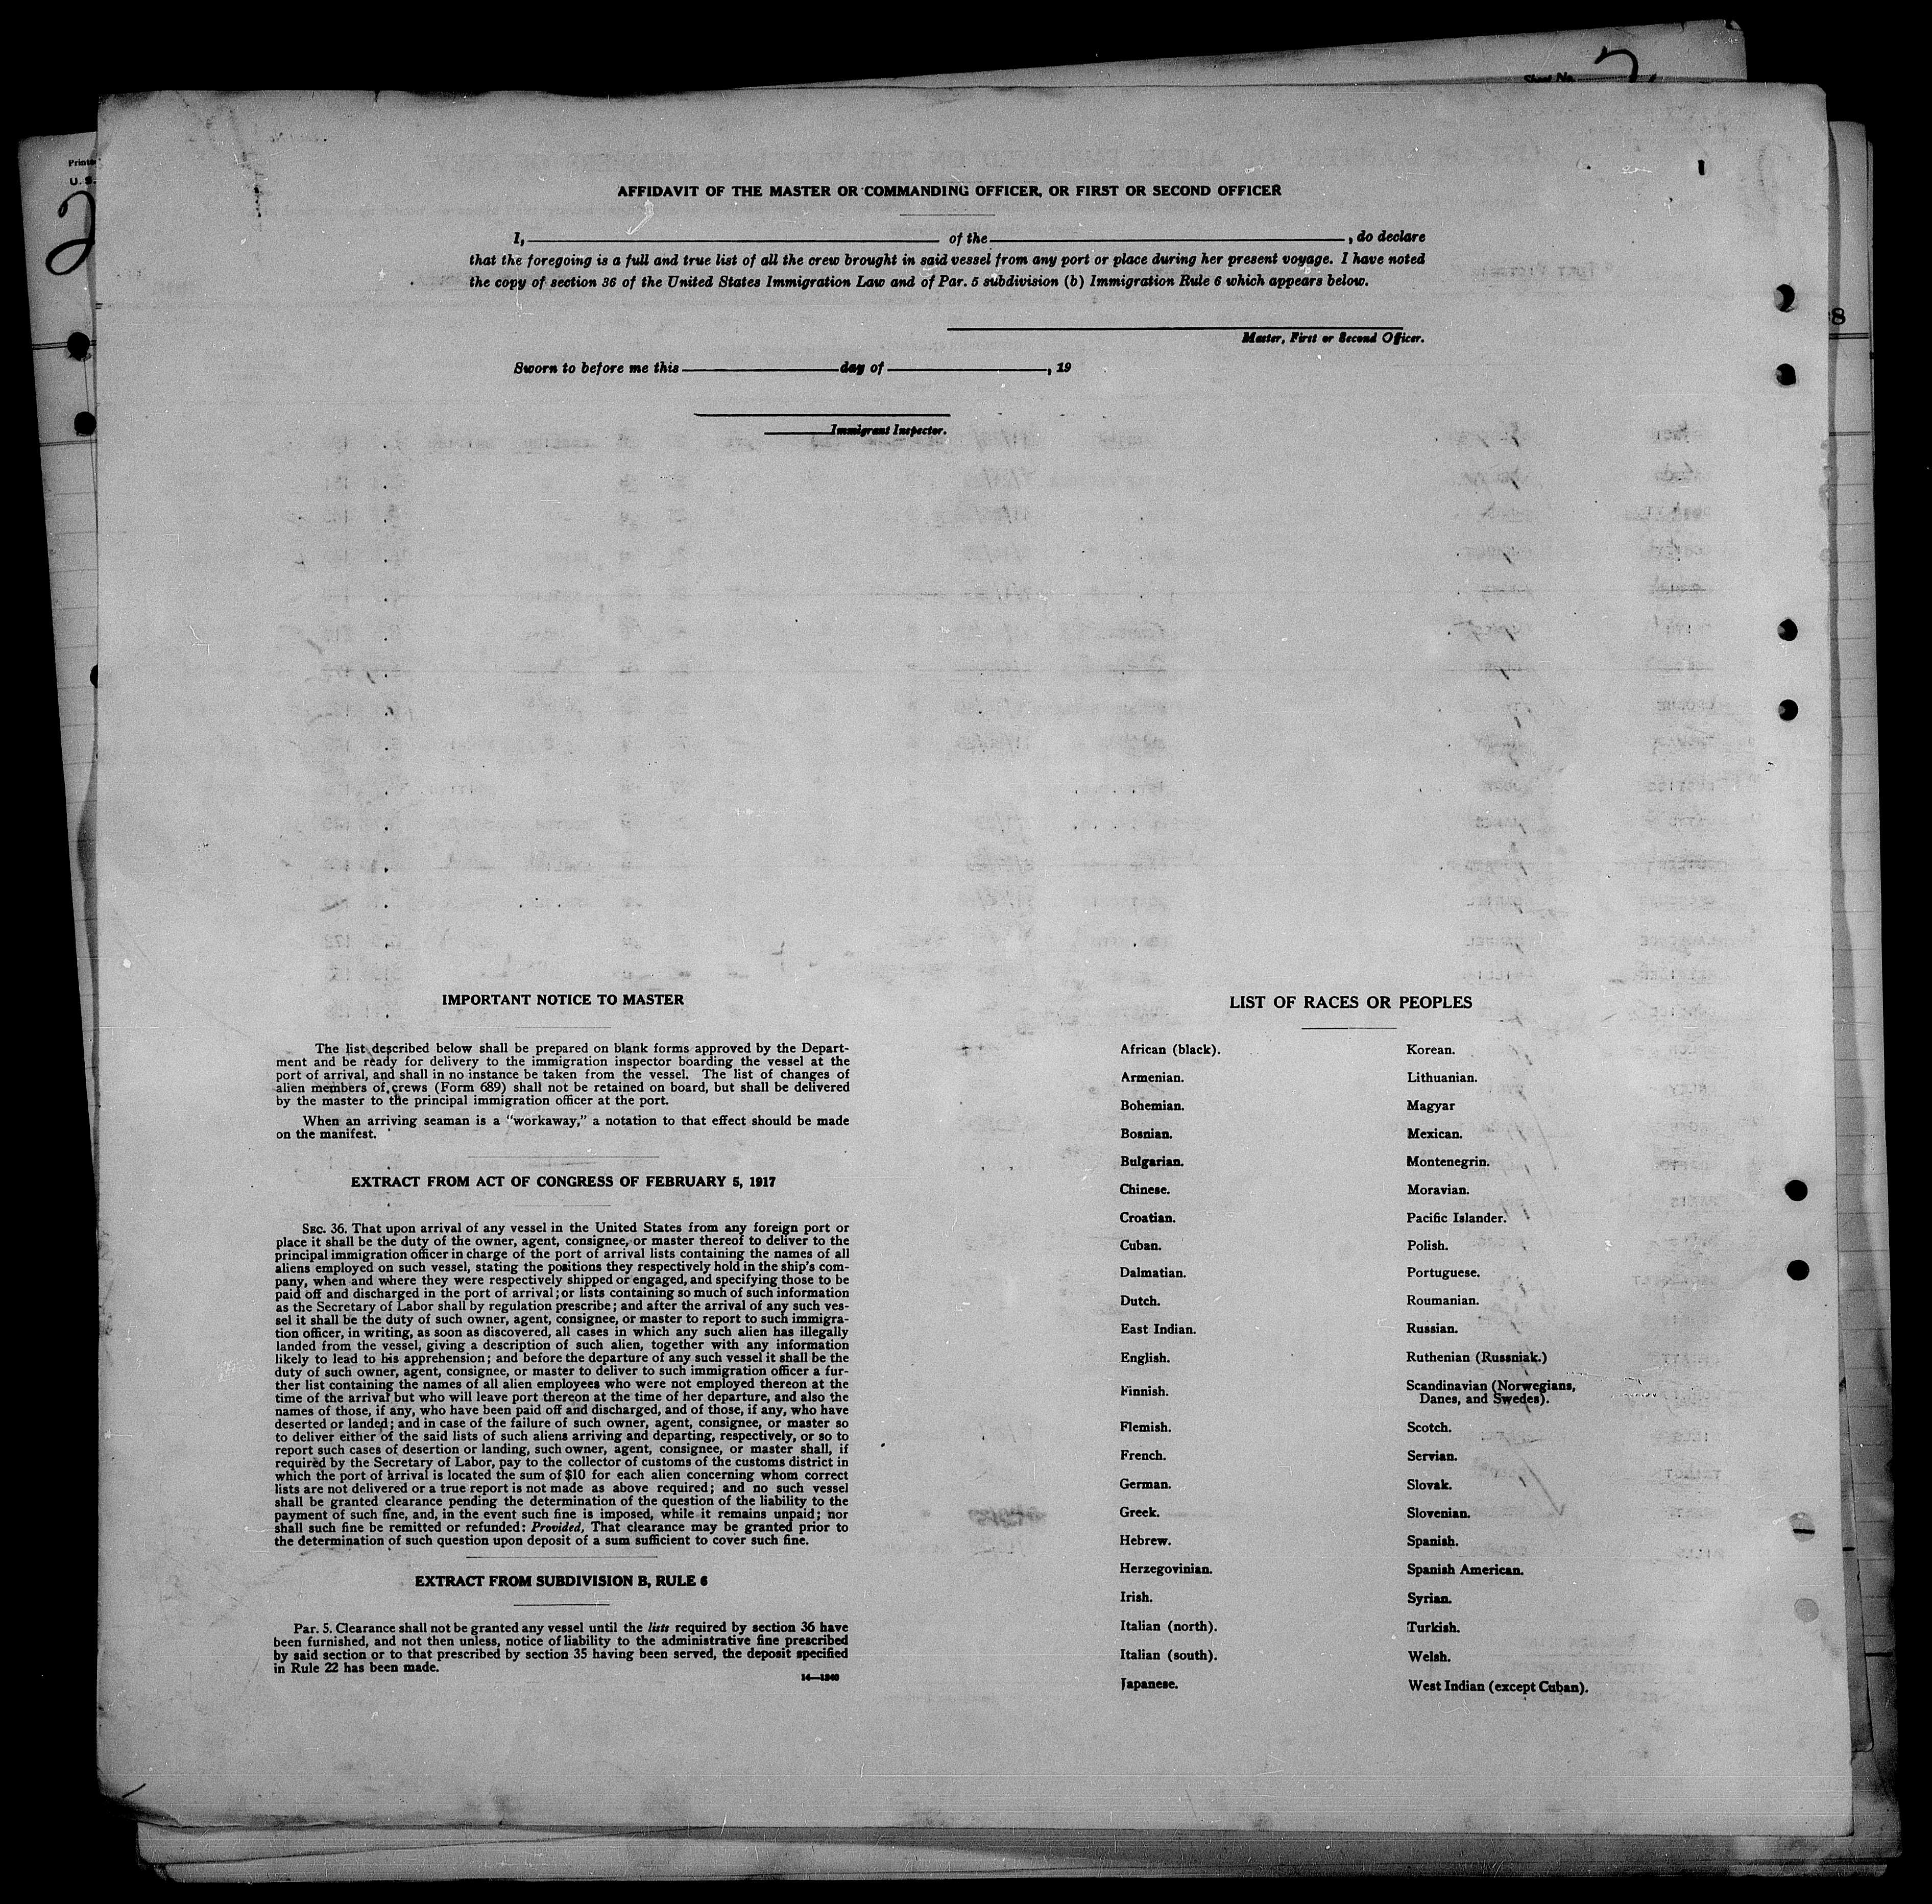 Sheet No. 2
Printe
U. S.
2
8
1
AFFIDAVIT OF THE MASTER OR COMMANDING OFFICER, OR FIRST OR SECOND OFFICER
I, of the , do declare
that the foregoing is a full and true list of all the crew brought in said vessel from any port or place during her present voyage. I have noted
the copy of section 36 of the United States Immigration Law and of Par. 5 subdivision (b) Immigration Rule 6 which appears below.
Master, First or Second Officer.
Sworn to before me this day of , 19
Immigrant Inspector.
IMPORTANT NOTICE TO MASTER
The list described below shall be prepared on blank forms approved by the Depart-
ment and be ready for delivery to the immigration inspector boarding the vessel at the
port of arrival, and shall in no instance be taken from the vessel. The list of changes of
alien members of crews (Form 689) shall not be retained on board, but shall be delivered
by the master to the principal immigration officer at the port.
When an arriving seaman is a "workaway," a notation to that effect should be made
on the manifest.
EXTRACT FROM ACT OF CONGRESS OF FEBRUARY 5, 1917
SEC. 36. That upon arrival of any vessel in the United States from any foreign port or
place it shall be the duty of the owner, agent, consignee, or master thereof to deliver to the
principal immigration officer in charge of the port of arrival lists containing the names of all
aliens employed on such vessel, stating the positions they respectively hold in the ship's com-
pany, when and where they were respectively shipped or engaged, and specifying those to be
paid off and discharged in the port of arrival; or lists containing so much of such information
as the Secretary of Labor shall by regulation prescribe; and after the arrival of any such ves-
sel it shall be the duty of such owner, agent, consignee, or master to report to such immigra-
tion officer, in writing, as soon as discovered, all cases in which any such alien has illegally
landed from the vessel, giving a description of such alien, together with any information
likely to lead to his apprehension; and before the departure of any such vessel it shall be the
duty of such owner, agent, consignee, or master to deliver to such immigration officer a fur-
ther list containing the names of all alien employees who were not employed thereon at the
time of the arrival but who will leave port thereon at the time of her departure, and also the
names of those, if any, who have been paid off and discharged, and of those, if any, who have
deserted or landed; and in case of the failure of such owner, agent, consignee, or master so
to deliver either of the said lists of such aliens arriving and departing, respectively, or so to
report such cases of desertion or landing, such owner, agent, consignee, or master shall, if
required by the Secretary of Labor, pay to the collector of customs of the customs district in
which the port of arrival is located the sum of $10 for each alien concerning whom correct
lists are not delivered or a true report is not made as above required; and no such vessel
shall be granted clearance pending the determination of the question of the liability to the
payment of such fine, and, in the event such fine is imposed, while it remains unpaid; nor
shall such fine be remitted or refunded: Provided, That clearance may be granted prior to
the determination of such question upon deposit of a sum sufficient to cover such fine.
EXTRACT FROM SUBDIVISION B, RULE 6
Par. 5. Clearance shall not be granted any vessel until the lists required by section 36 have
been furnished, and not then unless, notice of liability to the administrative fine prescribed
by said section or to that prescribed by section 35 having been served, the deposit specified
in Rule 22 has been made.
14—1240
LIST OF RACES OR PEOPLES
African (black).
Armenian.
Bohemian.
Bosnian.
Bulgarian.
Chinese.
Croatian.
Cuban.
Dalmatian.
Dutch.
East Indian.
English.
Finnish.
Flemish.
French.
German.
Greek.
Hebrew.
Herzegovinian.
Irish.
Italian (north).
Italian (south).
Japanese.
Korean.
Lithuanian.
Magyar
Mexican.
Montenegrin.
Moravian.
Pacific Islander.
Polish.
Portuguese.
Roumanian.
Russian.
Ruthenian (Russniak.)
Scandinavian (Norwegians,
Danes, and Swedes).
Scotch.
Servian.
Slovak.
Slovenian.
Spanish.
Spanish American.
Syrian.
Turkish.
Welsh.
West Indian (except Cuban).